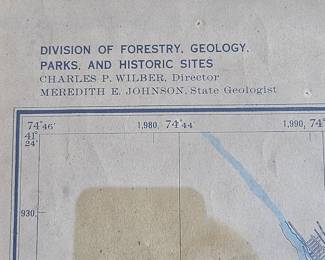 DIVISION OF FORESTRY, GEOLOGY,
PARKS, AND HISTORIC SITES
CHARLES P. WILBER, Director
MEREDITH E. JOHNSON, State Geologist
74°46' 1,980, 74°44' 1,990, 74°
41°
24'
930,